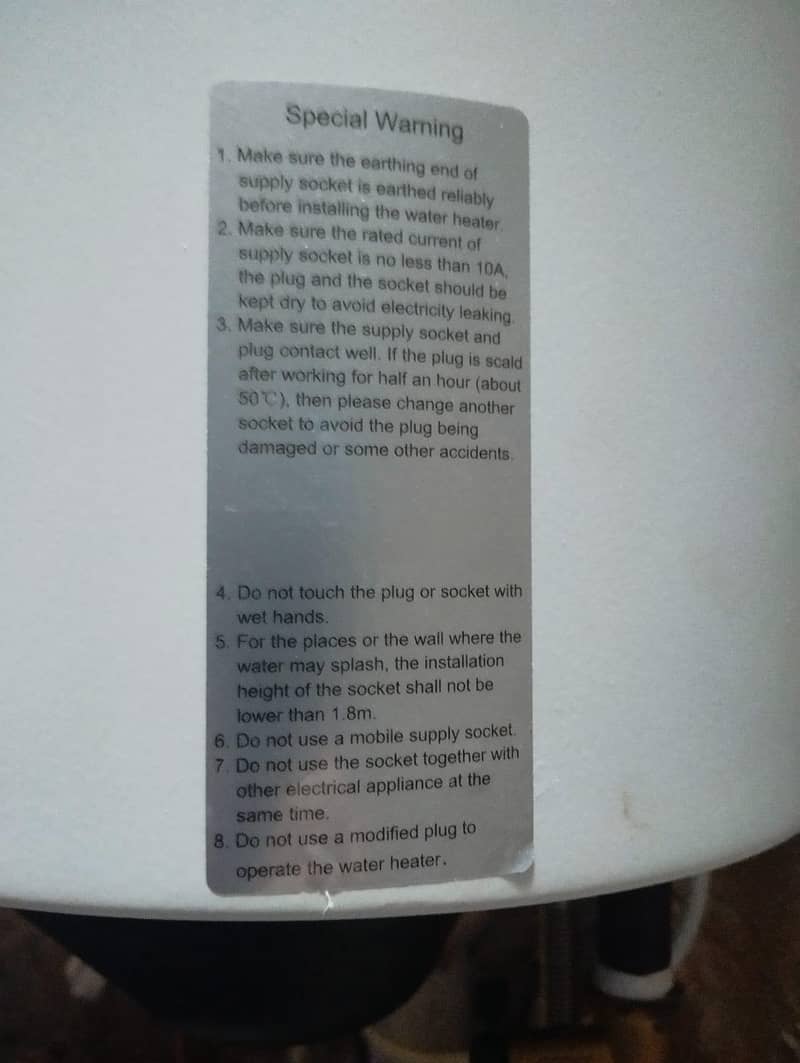 Special Warning
1. Make sure the earthing end of
supply socket is earthed reliably
before installing the water heater.
2. Make sure the rated current of
supply socket is no less than 10A,
the plug and the socket should be
kept dry to avoid electricity leaking.
3. Make sure the supply socket and
plug contact well. If the plug is scald
after working for half an hour (about
50℃), then please change another
socket to avoid the plug being
damaged or some other accidents.
4. Do not touch the plug or socket with
wet hands.
5. For the places or the wall where the
water may splash, the installation
height of the socket shall not be
lower than 1.8m.
6. Do not use a mobile supply socket.
7. Do not use the socket together with
other electrical appliance at the
same time.
8. Do not use a modified plug to
operate the water heater.